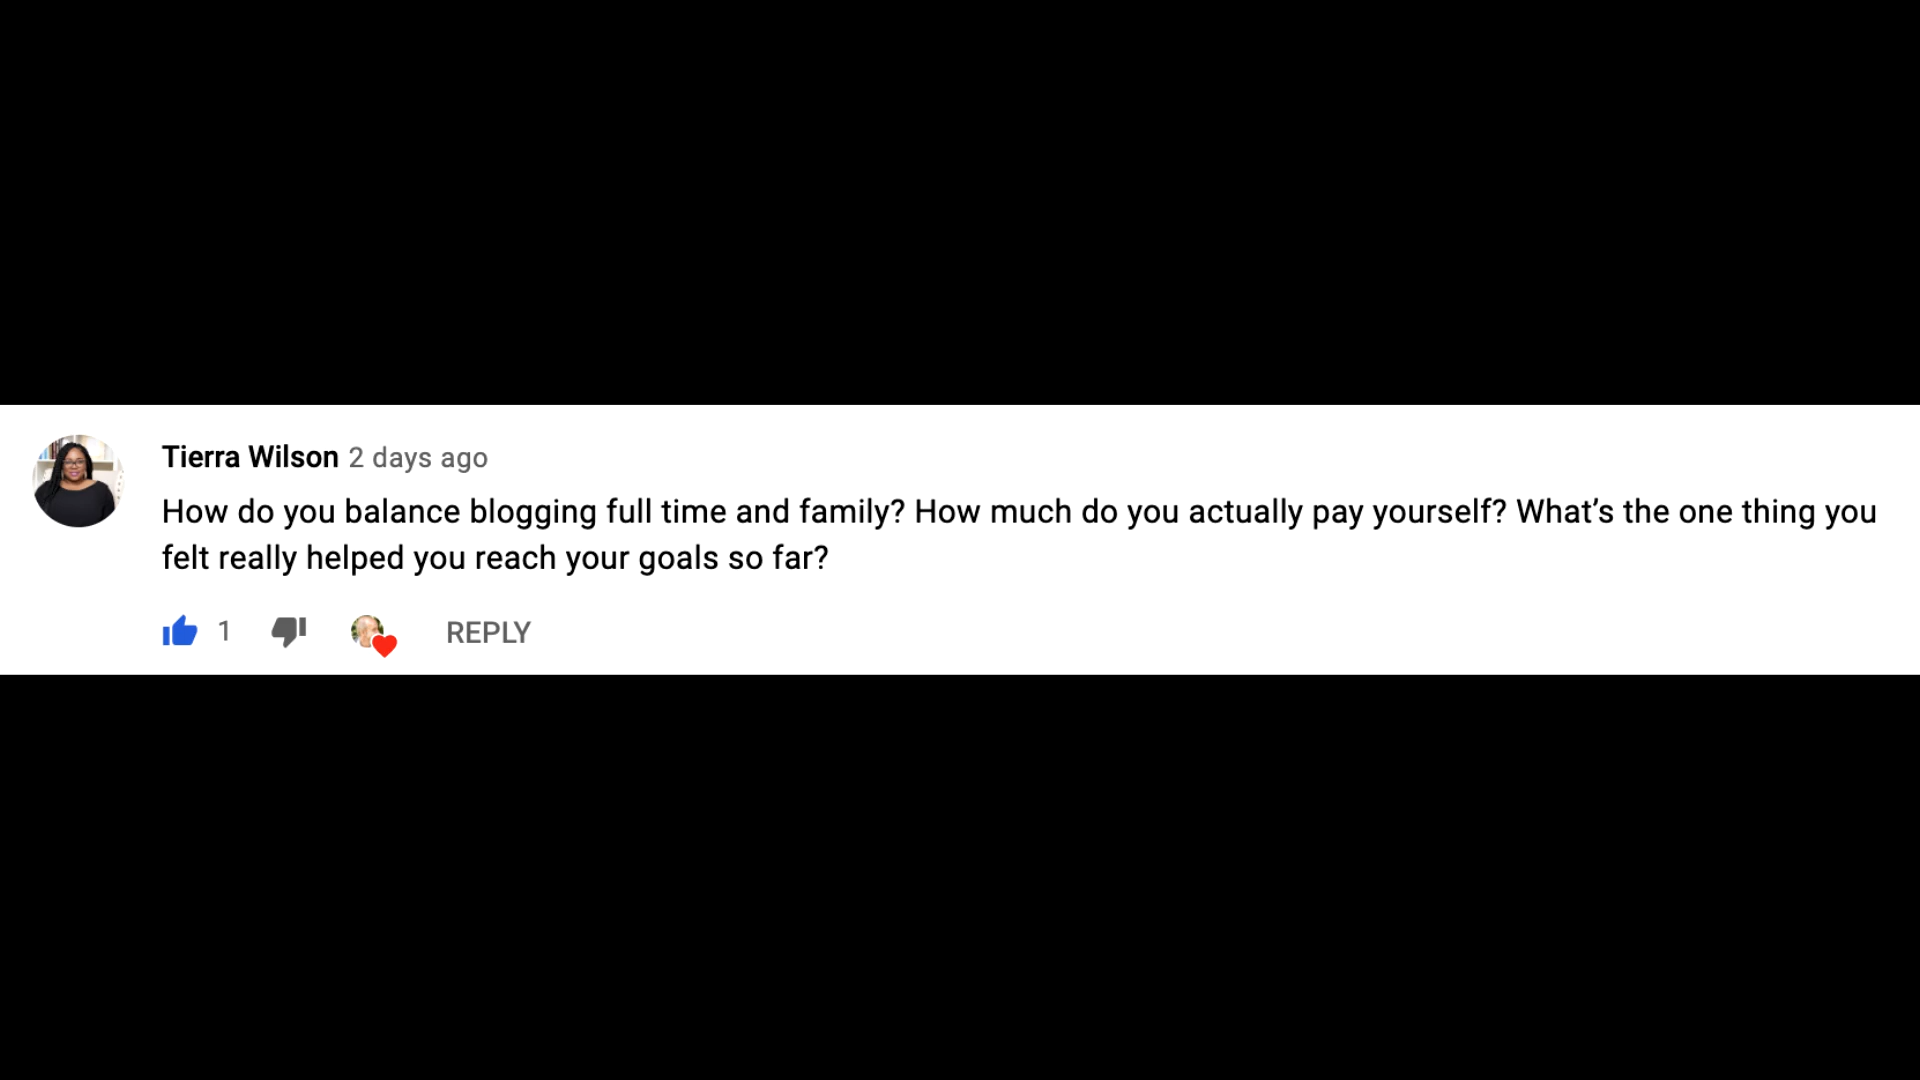 Tierra Wilson 2 days ago
How do you balance blogging full time and family? How much do you actually pay yourself? What’s the one thing you
felt really helped you reach your goals so far?
1 REPLY